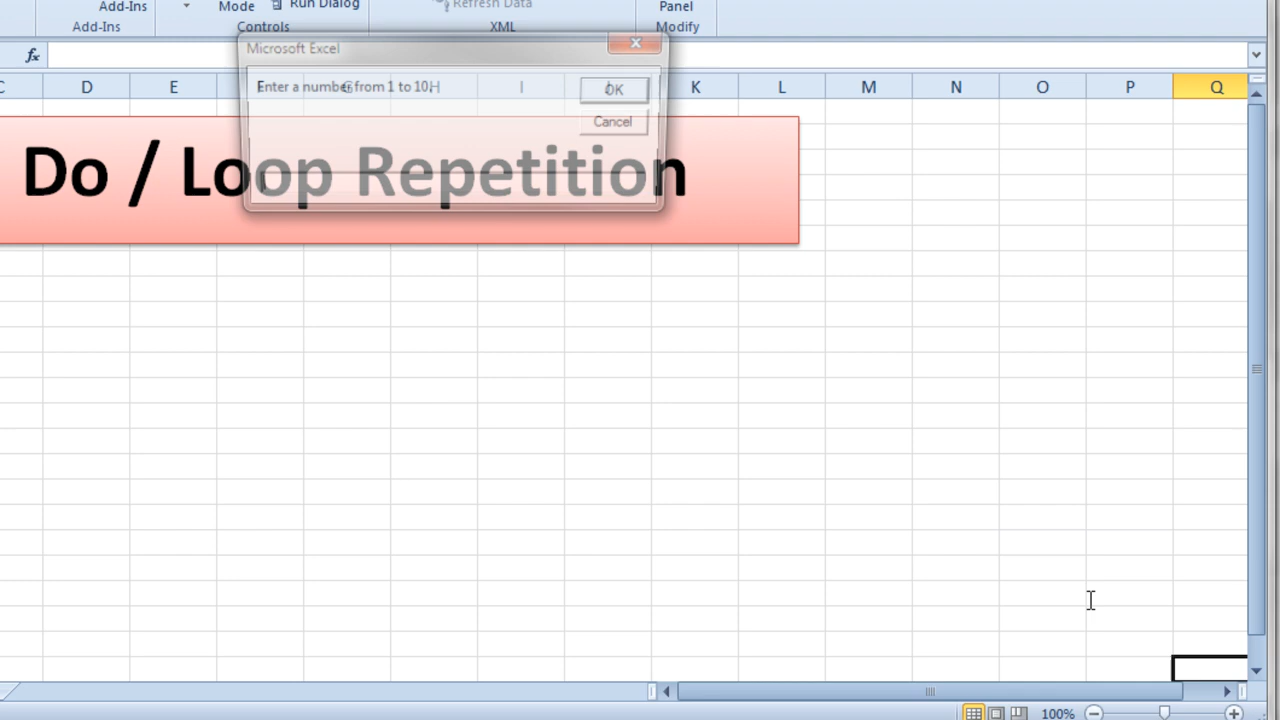 Add-Ins Mode Run Dialog Refresh Data Panel
Add-Ins Controls XML Modify
Microsoft Excel
fx
Enter a number from 1 to 10.
OK
Cancel
C D E G H I J K L M N O P Q
Do / Loop Repetition
100%